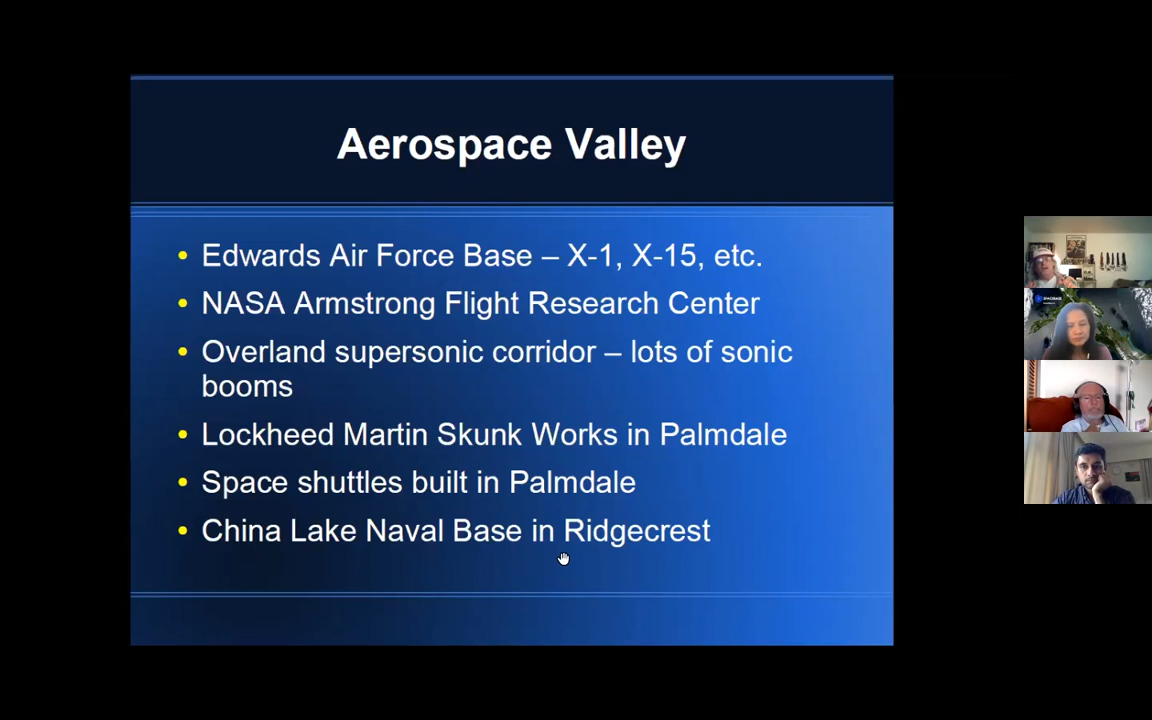 Aerospace Valley
• Edwards Air Force Base – X-1, X-15, etc.
• NASA Armstrong Flight Research Center
• Overland supersonic corridor – lots of sonic
booms
• Lockheed Martin Skunk Works in Palmdale
• Space shuttles built in Palmdale
• China Lake Naval Base in Ridgecrest
SPACEBASE